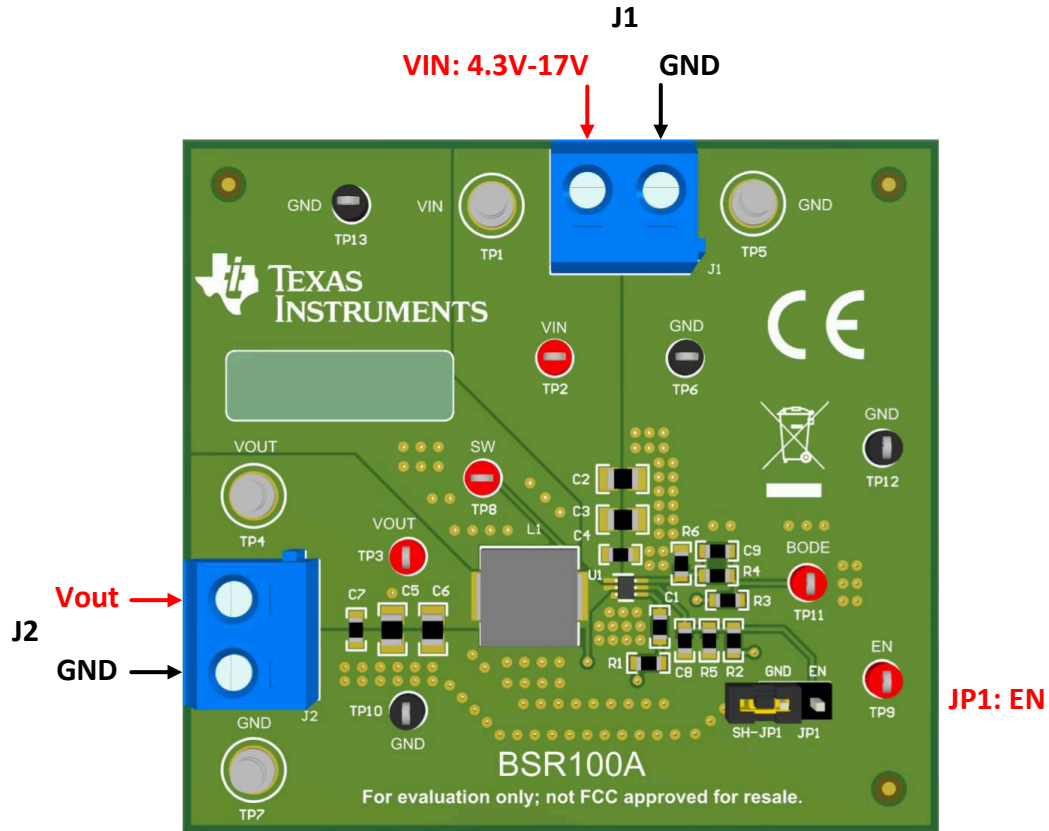 J1
VIN: 4.3V-17V GND
GND
TP13
VIN
TP1
J1
GND
TP5
TEXAS
INSTRUMENTS
CE
VIN
TP2
GND
TP6
GND
TP12
VOUT
TP4
SW
TP8
VOUT
TP3
L1
C2
C3
C4
U1
R6
C9
R4
R3
BODE
TP11
C7
C5
C6
C1
R1
C8
R5
R2
GND
EN
SH-JP1
JP1
EN
TP9
JP1: EN
Vout
J2
GND
J2
GND
TP7
TP10
GND
BSR100A
For evaluation only; not FCC approved for resale.